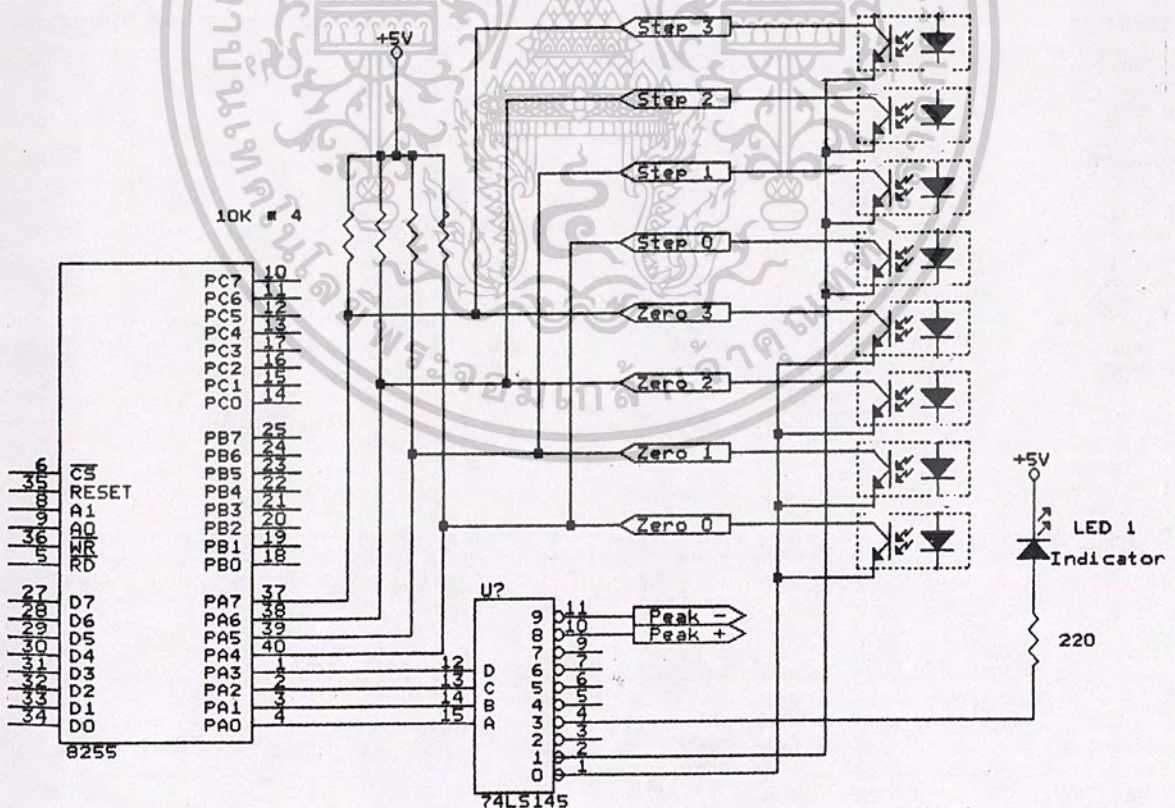 +5V
10K * 4
Step 3
Step 2
Step 1
Step 0
Zero 3
Zero 2
Zero 1
Zero 0
PC7 10
PC6 11
PC5 12
PC4 13
PC3 17
PC2 16
PC1 15
PC0 14
PB7 25
PB6 24
PB5 23
PB4 22
PB3 21
PB2 20
PB1 19
PB0 18
6 CS
35 RESET
8 A1
9 A0
36 WR
5 RD
27 D7
28 D6
29 D5
30 D4
31 D3
32 D2
33 D1
34 D0
PA7 37
PA6 38
PA5 39
PA4 40
PA3 1
PA2 2
PA1 3
PA0 4
8255
U?
12 D
13 C
14 B
15 A
9 11
8 10
7 9
6 7
5 6
4 5
3 4
2 3
1 2
0 1
74LS145
Peak -
Peak +
+5V
LED 1
Indicator
220